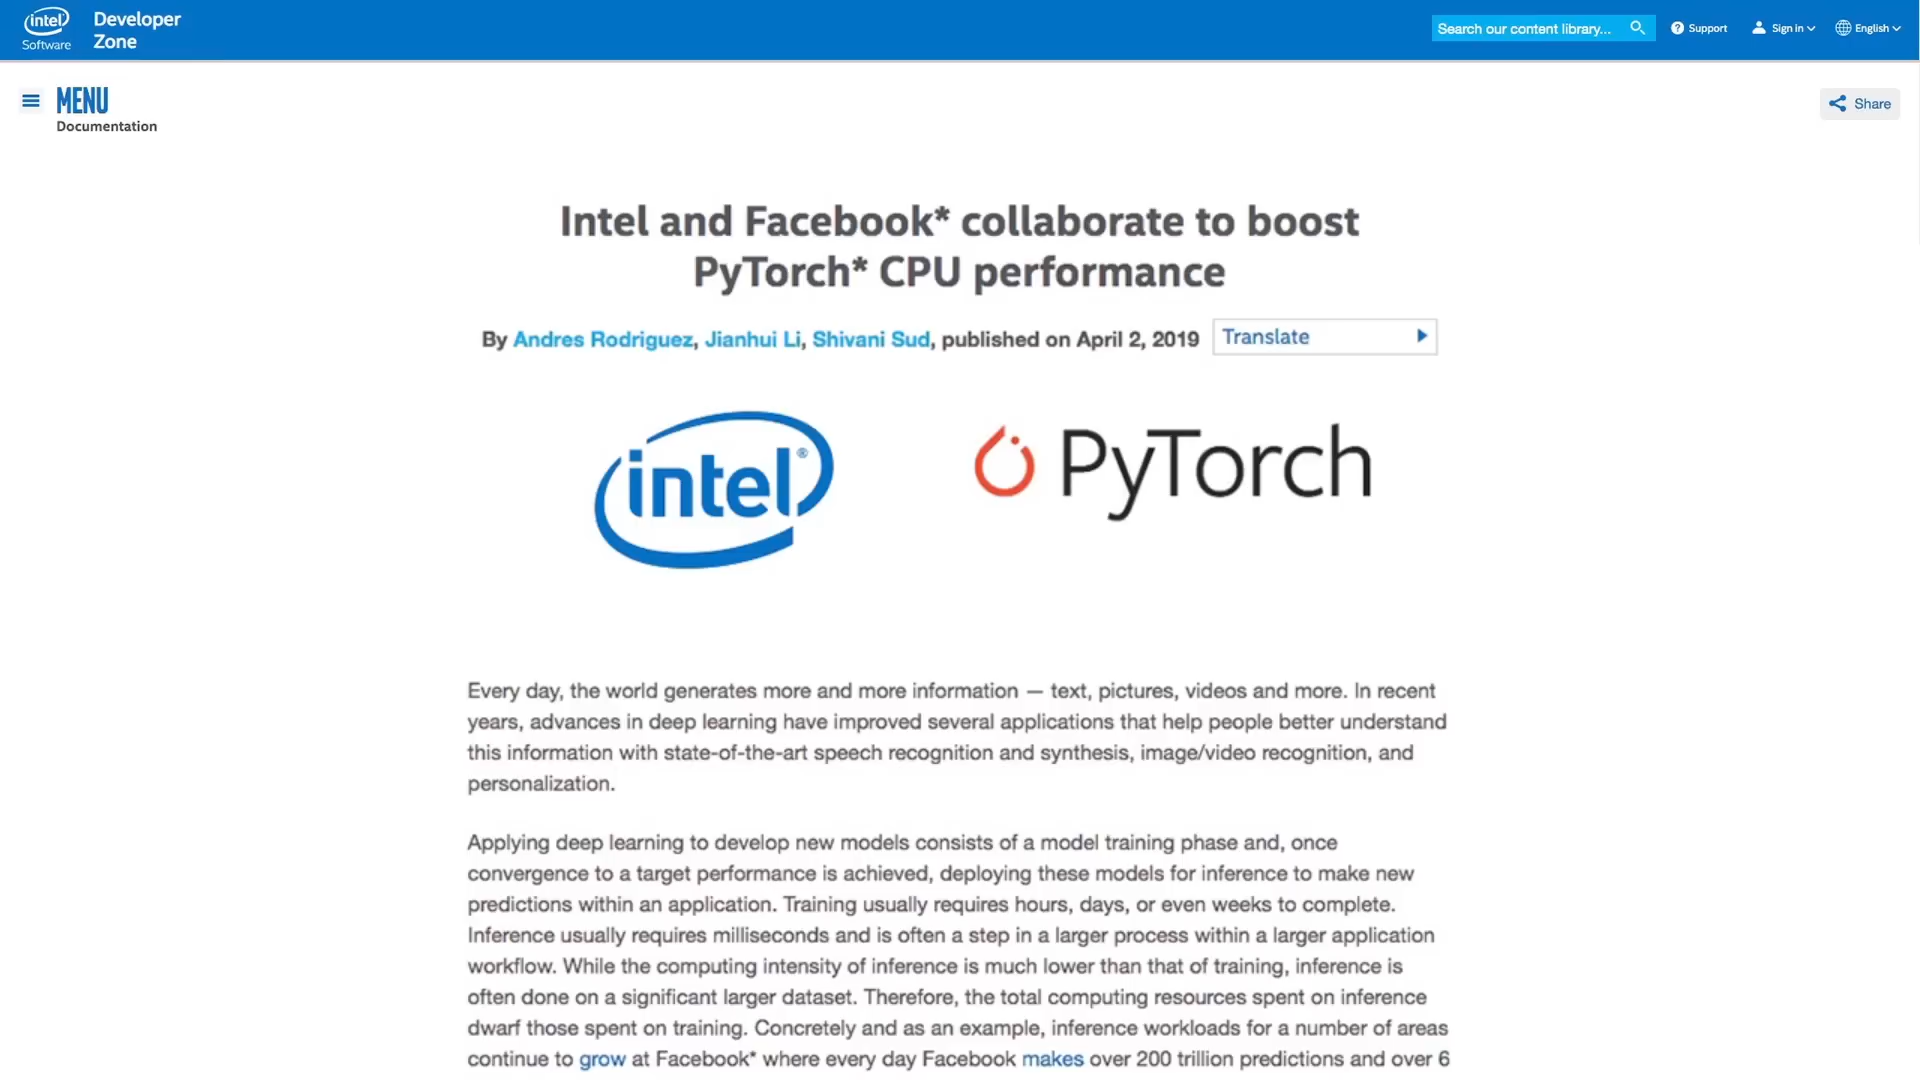 intel
Software
Developer
Zone
Search our content library...
Support
Sign in
English
MENU
Documentation
Share
Intel and Facebook* collaborate to boost
PyTorch* CPU performance
By Andres Rodriguez, Jianhui Li, Shivani Sud, published on April 2, 2019
Translate
intel®
PyTorch
Every day, the world generates more and more information — text, pictures, videos and more. In recent
years, advances in deep learning have improved several applications that help people better understand
this information with state-of-the-art speech recognition and synthesis, image/video recognition, and
personalization.
Applying deep learning to develop new models consists of a model training phase and, once
convergence to a target performance is achieved, deploying these models for inference to make new
predictions within an application. Training usually requires hours, days, or even weeks to complete.
Inference usually requires milliseconds and is often a step in a larger process within a larger application
workflow. While the computing intensity of inference is much lower than that of training, inference is
often done on a significant larger dataset. Therefore, the total computing resources spent on inference
dwarf those spent on training. Concretely and as an example, inference workloads for a number of areas
continue to grow at Facebook* where every day Facebook makes over 200 trillion predictions and over 6